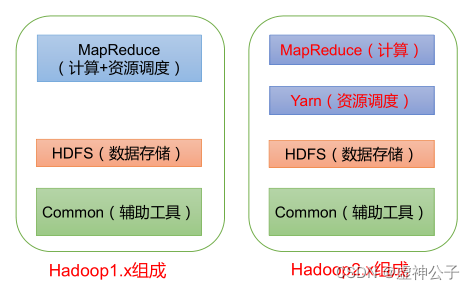 MapReduce
（计算+资源调度）
HDFS（数据存储）
Common（辅助工具）
Hadoop1.x组成
MapReduce（计算）
Yarn（资源调度）
HDFS（数据存储）
Common（辅助工具）
Hadoop2.x组成
CSDN @蓝神公子